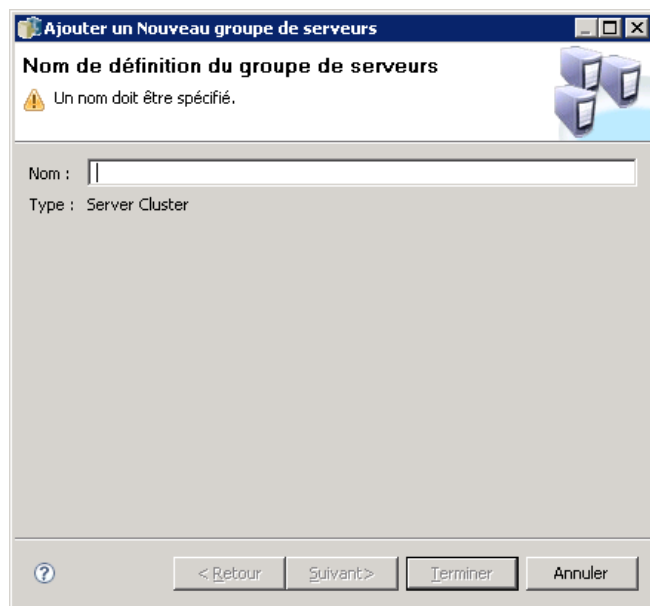 Ajouter un Nouveau groupe de serveurs
Nom de définition du groupe de serveurs
Un nom doit être spécifié.
Nom :
Type : Server Cluster
< Retour Suivant> Terminer Annuler